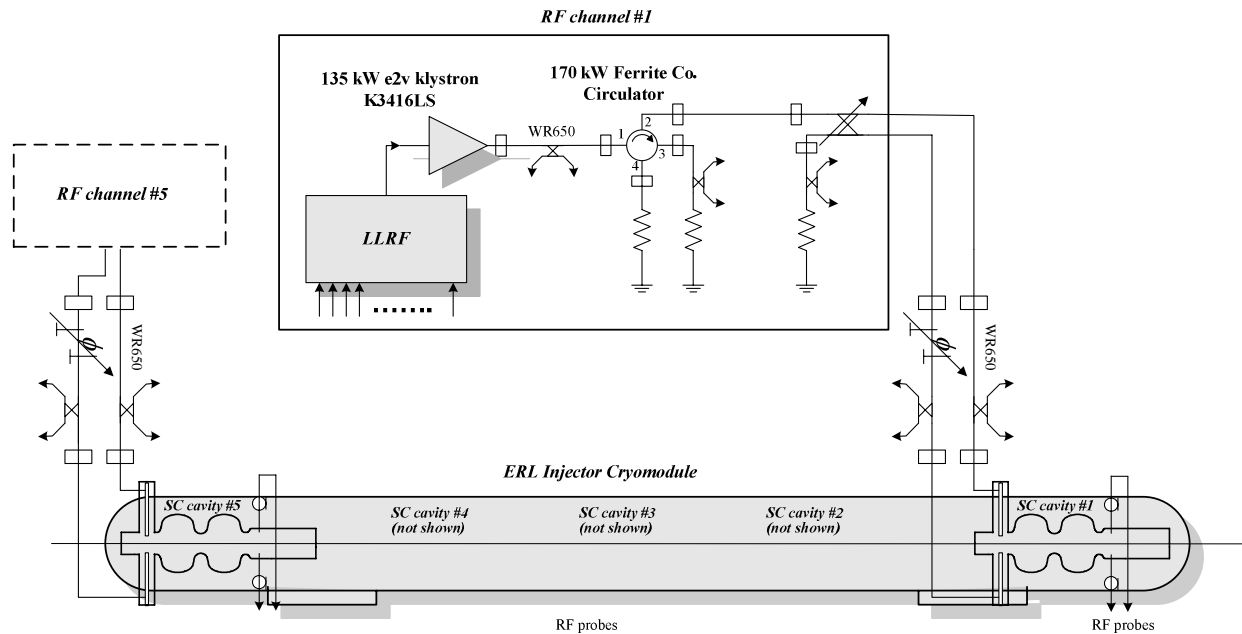 RF channel #1
135 kW e2v klystron
K3416LS
170 kW Ferrite Co.
Circulator
WR650
1
2
3
4
RF channel #5
LLRF
φ
WR650
φ
WR650
ERL Injector Cryomodule
SC cavity #5
SC cavity #4
(not shown)
SC cavity #3
(not shown)
SC cavity #2
(not shown)
SC cavity #1
RF probes
RF probes